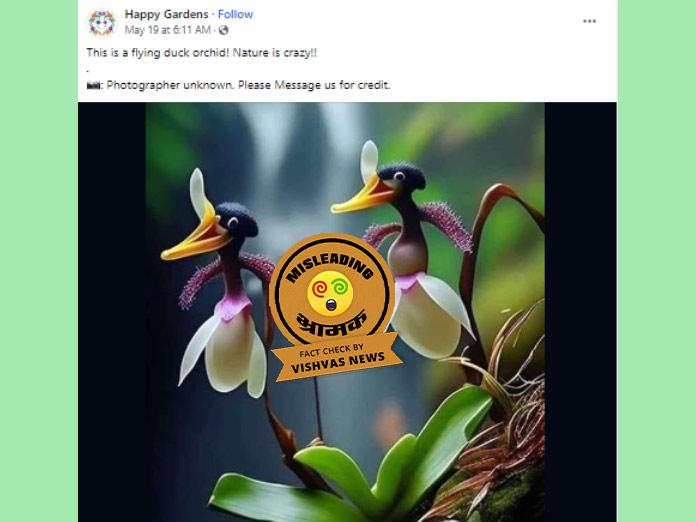 Happy Gardens · Follow
May 19 at 6:11 AM ·
This is a flying duck orchid! Nature is crazy!!
.
: Photographer unknown. Please Message us for credit.
MISLEADING
भ्रामक
FACT CHECK BY
VISHVAS NEWS